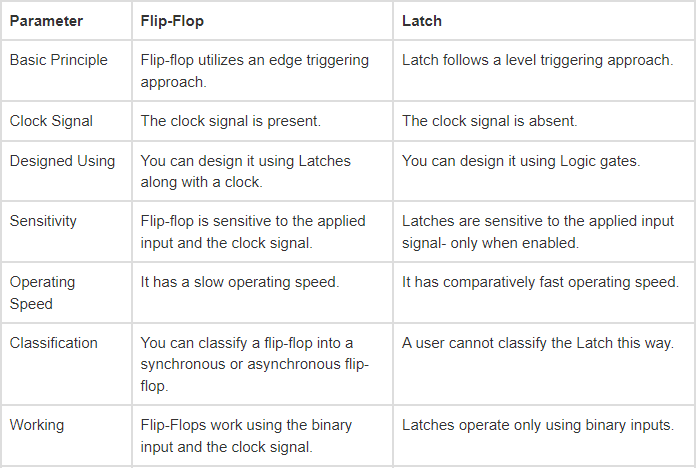 Parameter Flip-Flop Latch
Basic Principle Flip-flop utilizes an edge triggering approach. Latch follows a level triggering approach.
Clock Signal The clock signal is present. The clock signal is absent.
Designed Using You can design it using Latches along with a clock. You can design it using Logic gates.
Sensitivity Flip-flop is sensitive to the applied input and the clock signal. Latches are sensitive to the applied input signal- only when enabled.
Operating Speed It has a slow operating speed. It has comparatively fast operating speed.
Classification You can classify a flip-flop into a synchronous or asynchronous flip-flop. A user cannot classify the Latch this way.
Working Flip-Flops work using the binary input and the clock signal. Latches operate only using binary inputs.